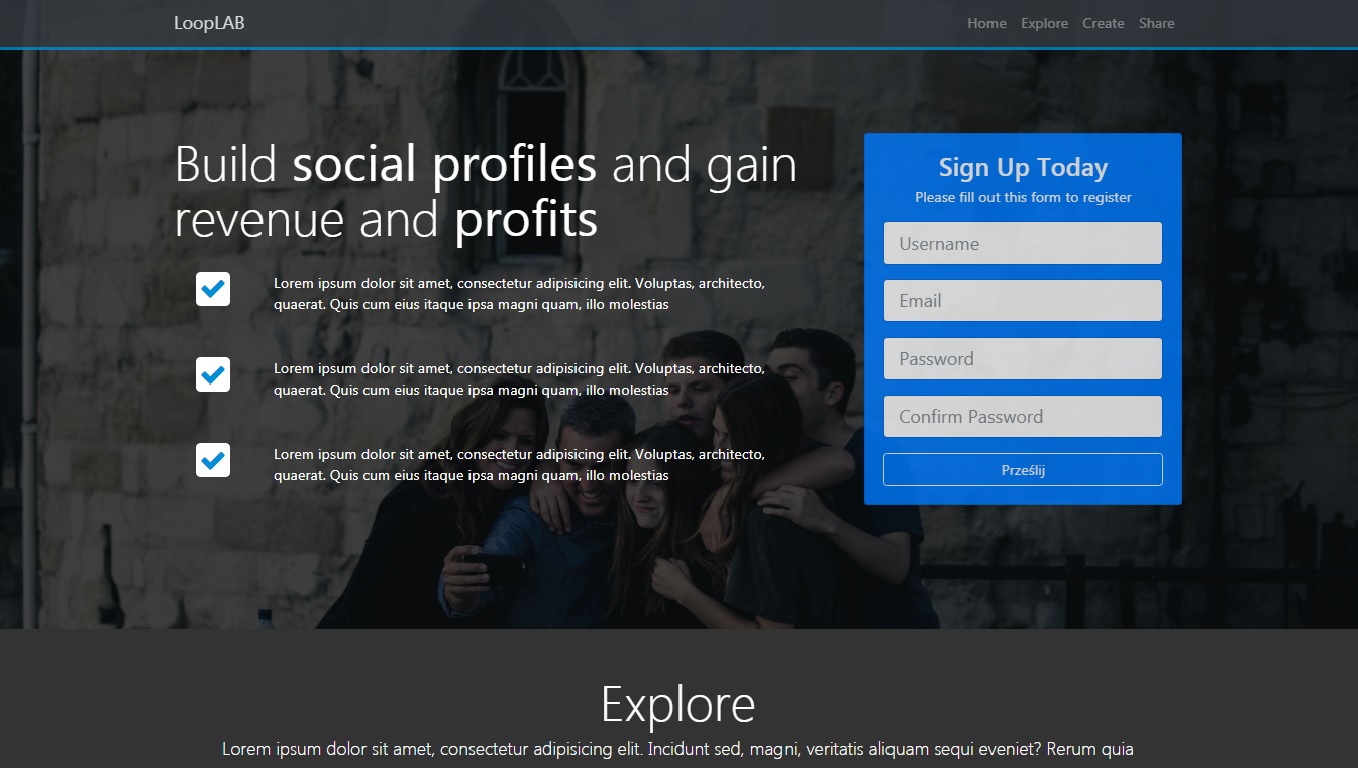 LoopLAB
Home Explore Create Share
Build social profiles and gain
revenue and profits
Lorem ipsum dolor sit amet, consectetur adipisicing elit. Voluptas, architecto,
quaerat. Quis cum eius itaque ipsa magni quam, illo molestias
Lorem ipsum dolor sit amet, consectetur adipisicing elit. Voluptas, architecto,
quaerat. Quis cum eius itaque ipsa magni quam, illo molestias
Lorem ipsum dolor sit amet, consectetur adipisicing elit. Voluptas, architecto,
quaerat. Quis cum eius itaque ipsa magni quam, illo molestias
Sign Up Today
Please fill out this form to register
Username
Email
Password
Confirm Password
Prześlij
Explore
Lorem ipsum dolor sit amet, consectetur adipisicing elit. Incidunt sed, magni, veritatis aliquam sequi eveniet? Rerum quia